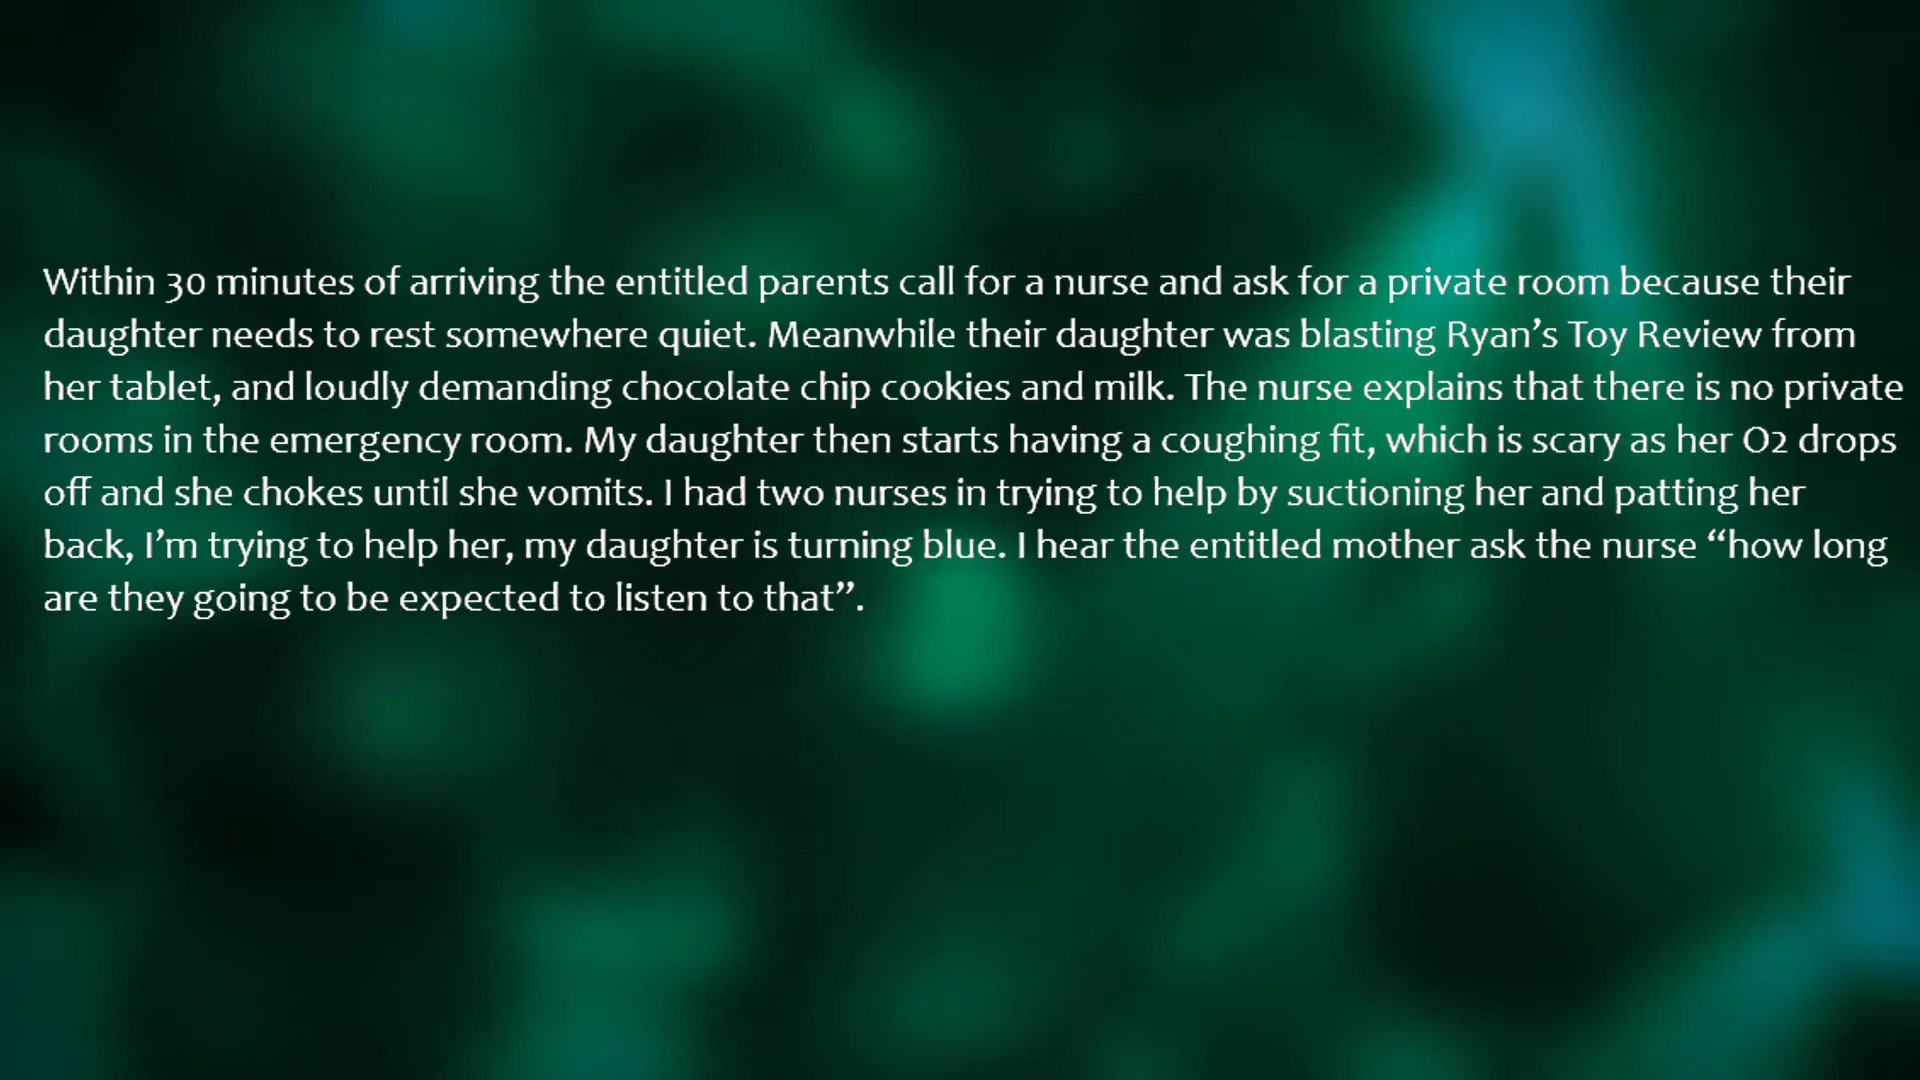 Within 30 minutes of arriving the entitled parents call for a nurse and ask for a private room because their
daughter needs to rest somewhere quiet. Meanwhile their daughter was blasting Ryan’s Toy Review from
her tablet, and loudly demanding chocolate chip cookies and milk. The nurse explains that there is no private
rooms in the emergency room. My daughter then starts having a coughing fit, which is scary as her O2 drops
off and she chokes until she vomits. I had two nurses in trying to help by suctioning her and patting her
back, I’m trying to help her, my daughter is turning blue. I hear the entitled mother ask the nurse “how long
are they going to be expected to listen to that”.